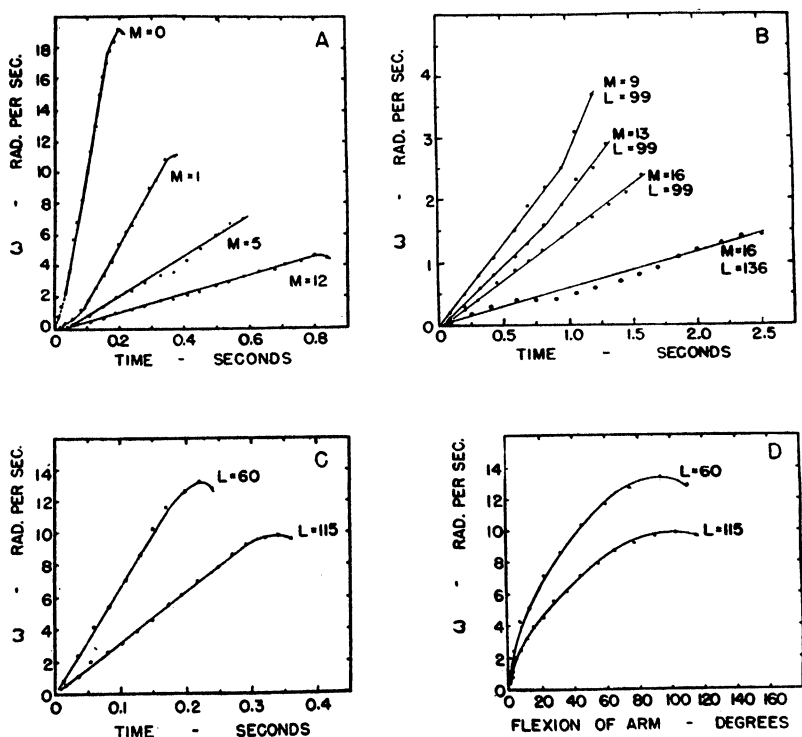 A
ω - RAD. PER SEC.
18
16
14
12
10
8
6
4
2
0
M=0
M=1
M=5
M=12
0 0.2 0.4 0.6 0.8
TIME - SECONDS
B
ω - RAD. PER SEC.
4
3
2
1
0
M=9
L=99
M=13
L=99
M=16
L=99
M=16
L=136
0 0.5 1.0 1.5 2.0 2.5
TIME - SECONDS
C
ω - RAD. PER SEC.
14
12
10
8
6
4
2
0
L=60
L=115
0 0.1 0.2 0.3 0.4
TIME - SECONDS
D
ω - RAD. PER SEC.
14
12
10
8
6
4
2
0
L=60
L=115
0 20 40 60 80 100 120 140 160
FLEXION OF ARM - DEGREES